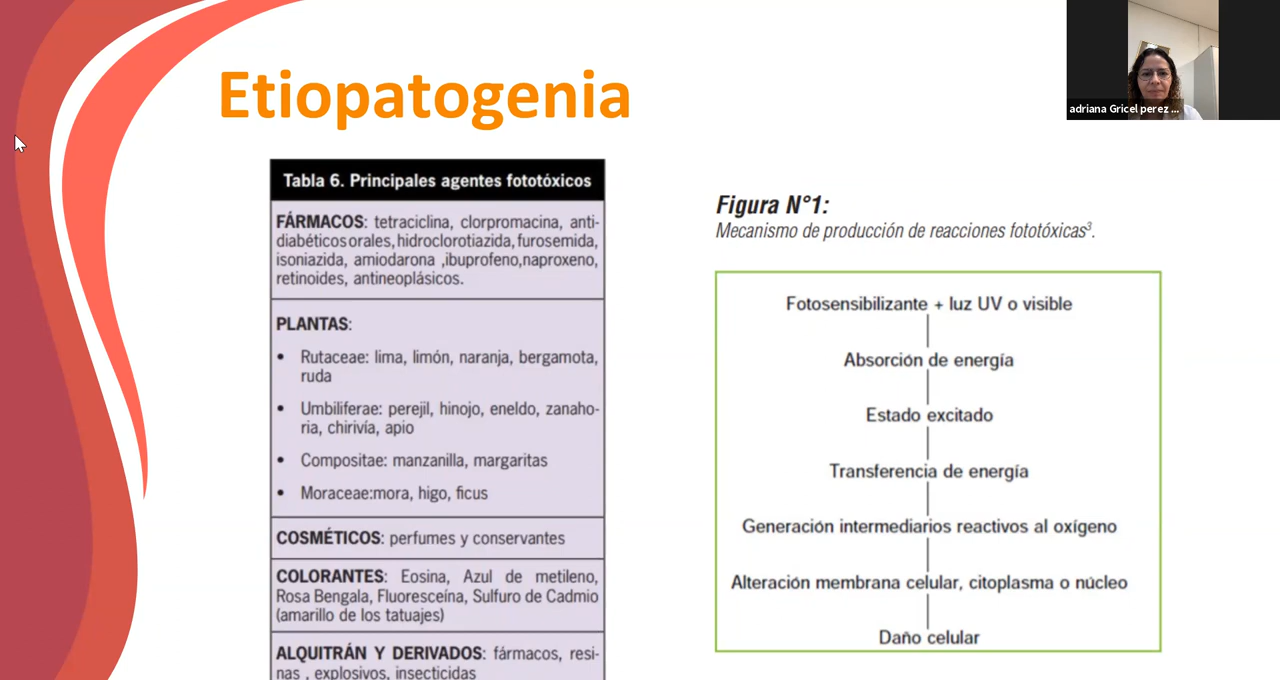 Etiopatogenia
adriana Gricel perez ...
Tabla 6. Principales agentes fototóxicos
FÁRMACOS: tetraciclina, clorpromacina, anti-
diabéticos orales, hidroclorotiazida, furosemida,
isoniazida, amiodarona ,ibuprofeno,naproxeno,
retinoides, antineoplásicos.
PLANTAS:
• Rutaceae: lima, limón, naranja, bergamota,
ruda
• Umbiliferae: perejil, hinojo, eneldo, zanaho-
ria, chirivía, apio
• Compositae: manzanilla, margaritas
• Moraceae:mora, higo, ficus
COSMÉTICOS: perfumes y conservantes
COLORANTES: Eosina, Azul de metileno,
Rosa Bengala, Fluoresceína, Sulfuro de Cadmio
(amarillo de los tatuajes)
ALQUITRÁN Y DERIVADOS: fármacos, resi-
nas , explosivos, insecticidas
Figura N°1:
Mecanismo de producción de reacciones fototóxicas³.
Fotosensibilizante + luz UV o visible
Absorción de energía
Estado excitado
Transferencia de energía
Generación intermediarios reactivos al oxígeno
Alteración membrana celular, citoplasma o núcleo
Daño celular